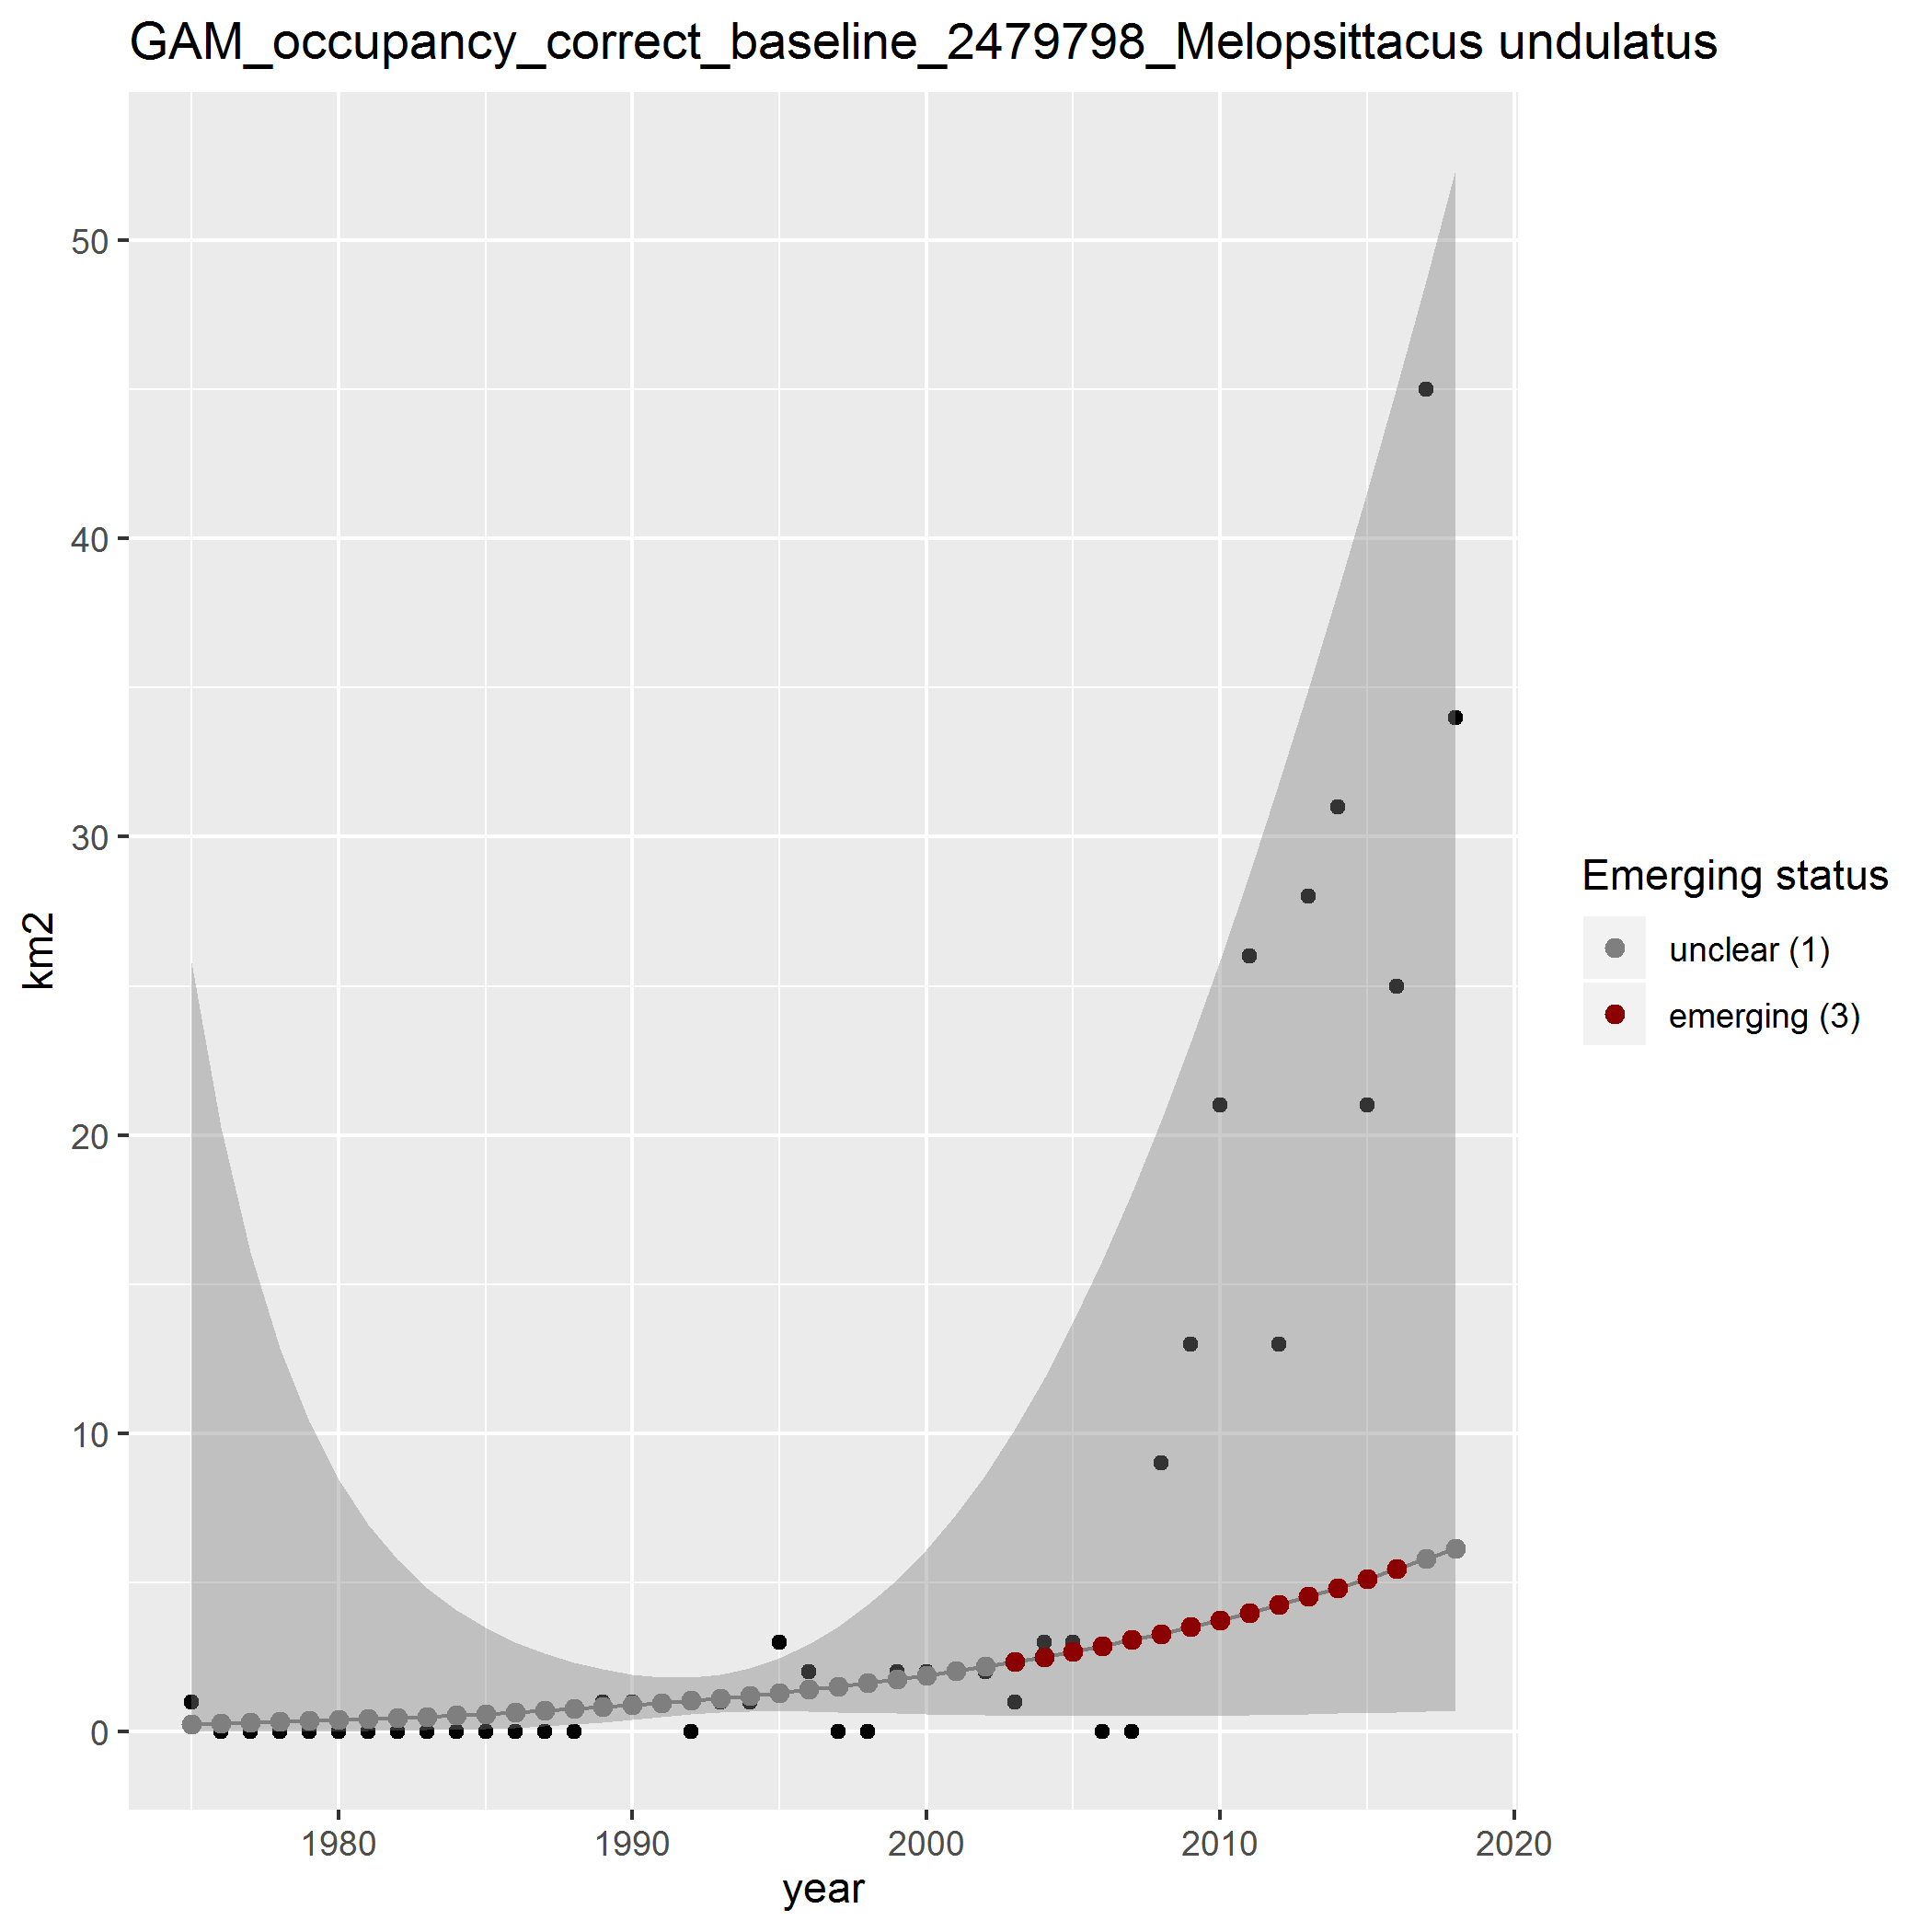 GAM_occupancy_correct_baseline_2479798_Melopsittacus undulatus
50
40
30
20
10
0
km2
1980 1990 2000 2010 2020
year
Emerging status
unclear (1)
emerging (3)